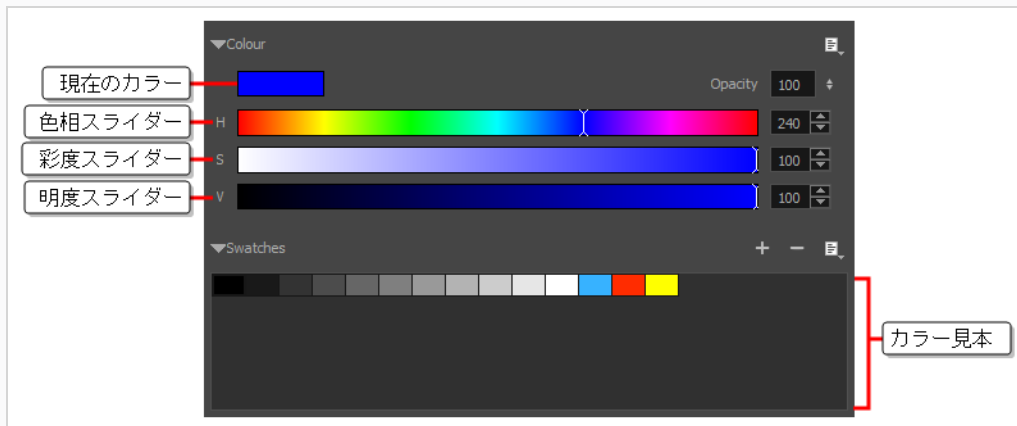 Colour
現在のカラー
Opacity 100
色相スライダー
H 240
彩度スライダー
S 100
明度スライダー
V 100
Swatches
カラー見本